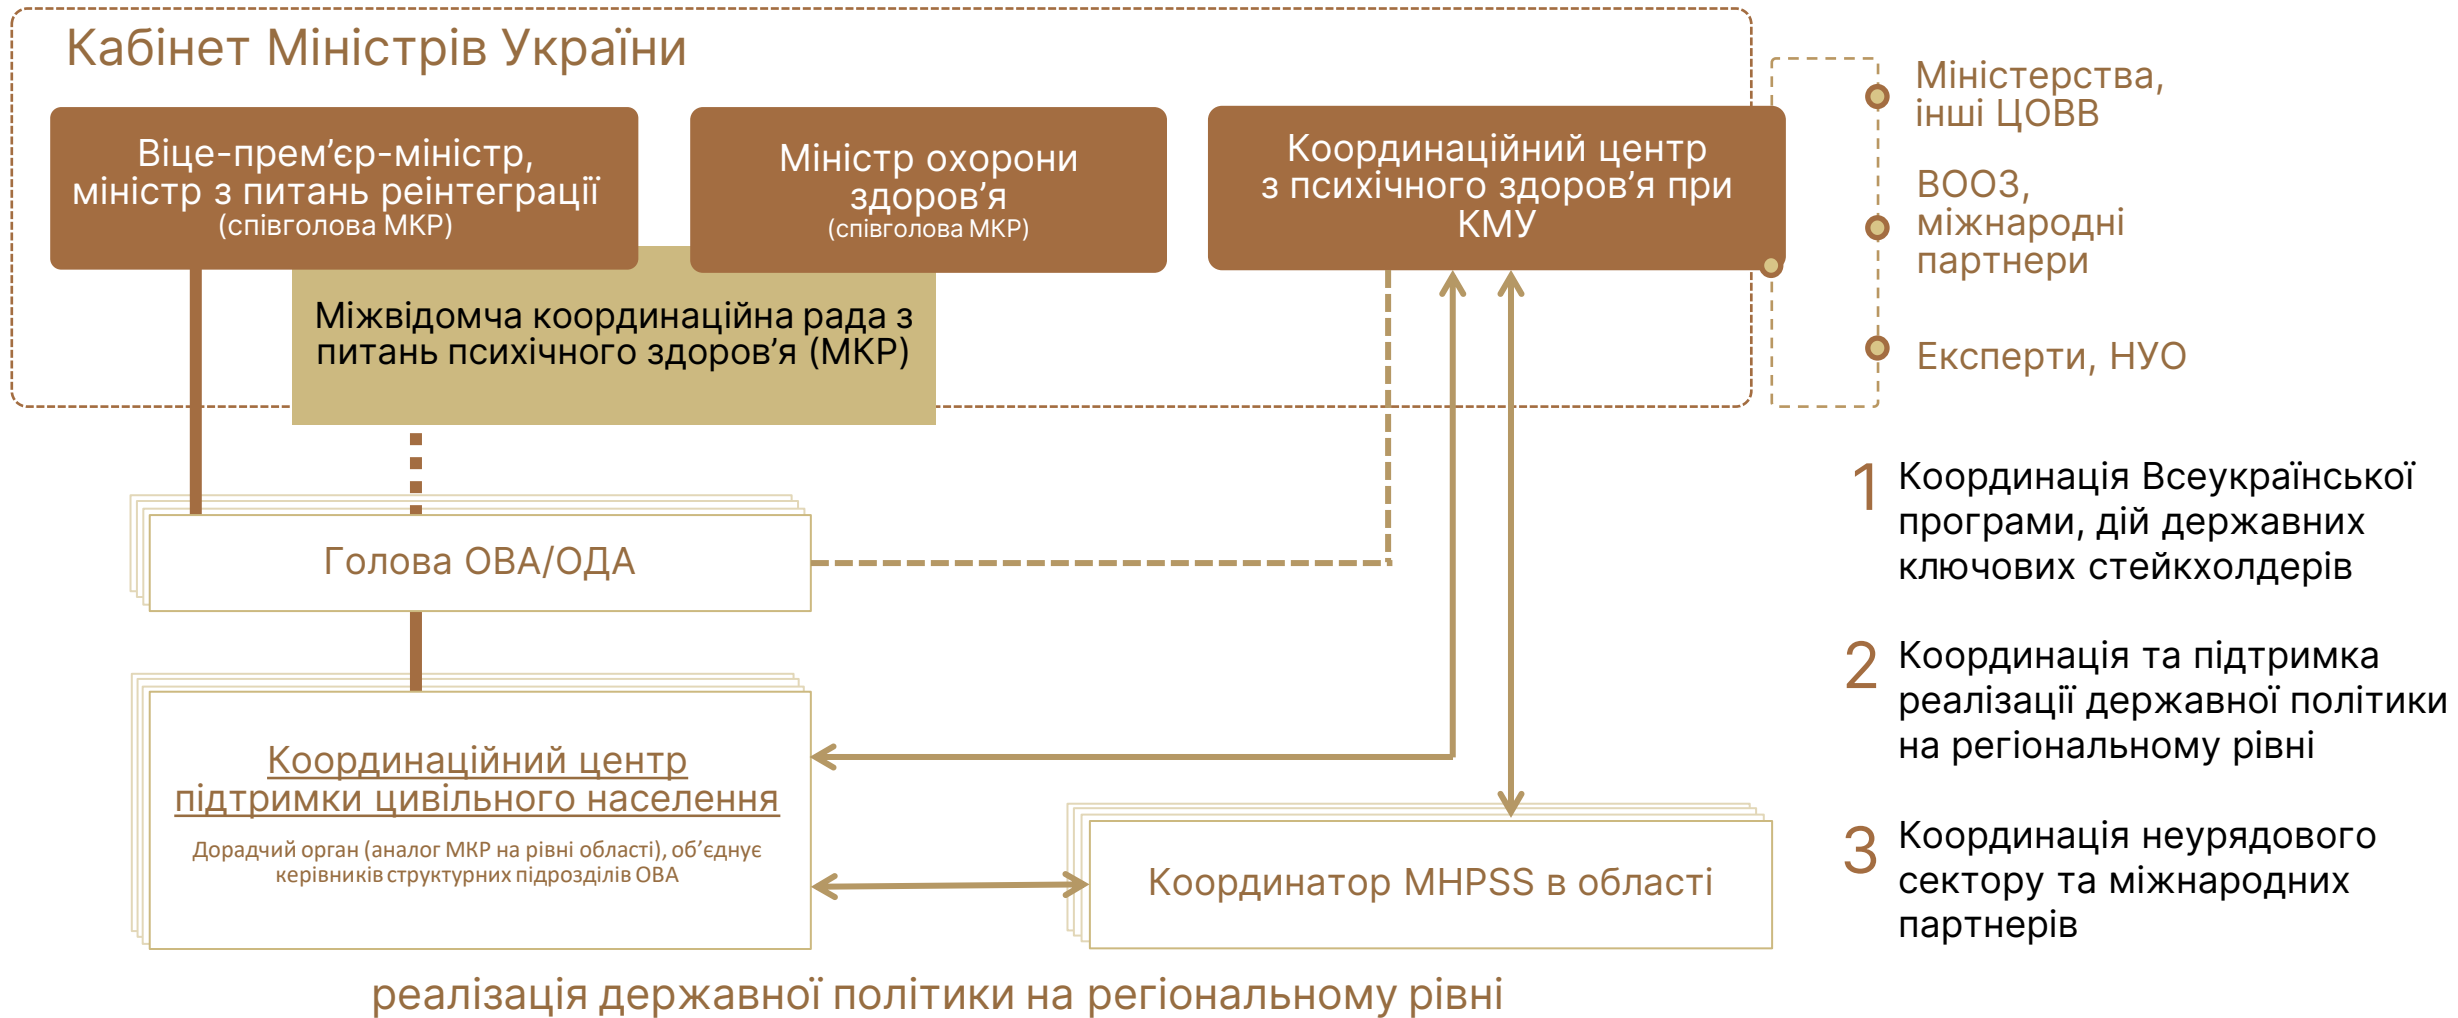 Кабінет Міністрів України
Віце-прем’єр-міністр,
міністр з питань реінтеграції
(співголова МКР)
Міністр охорони
здоров’я
(співголова МКР)
Координаційний центр
з психічного здоров’я при
КМУ
Міністерства,
інші ЦОВВ
ВООЗ,
міжнародні
партнери
Експерти, НУО
Міжвідомча координаційна рада з
питань психічного здоров’я (МКР)
Голова ОВА/ОДА
Координаційний центр
підтримки цивільного населення
Дорадчий орган (аналог МКР на рівні області), об’єднує
керівників структурних підрозділів ОВА
Координатор MHPSS в області
1 Координація Всеукраїнської
програми, дій державних
ключових стейкхолдерів
2 Координація та підтримка
реалізації державної політики
на регіональному рівні
3 Координація неурядового
сектору та міжнародних
партнерів
реалізація державної політики на регіональному рівні